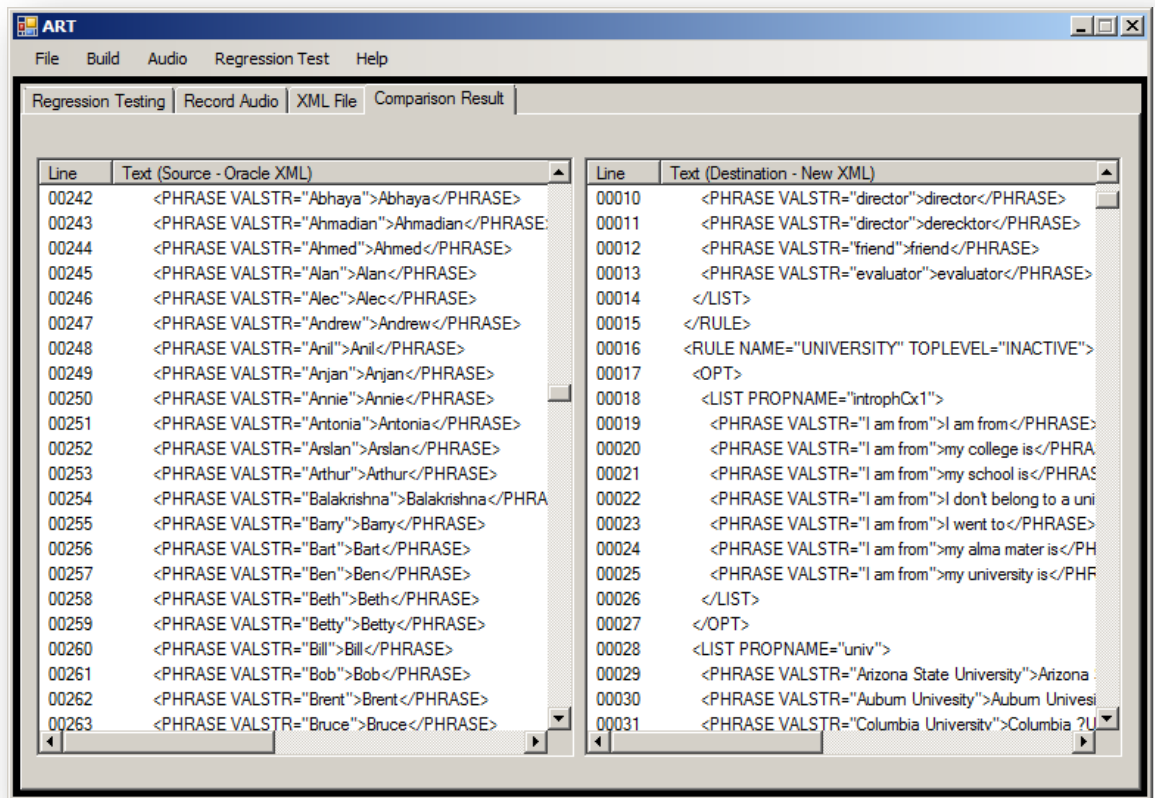 ART
File Build Audio Regression Test Help
Regression Testing Record Audio XML File Comparison Result
Line Text (Source - Oracle XML)
00242 <PHRASE VALSTR="Abhaya">Abhaya</PHRASE>
00243 <PHRASE VALSTR="Ahmadian">Ahmadian</PHRASE>
00244 <PHRASE VALSTR="Ahmed">Ahmed</PHRASE>
00245 <PHRASE VALSTR="Alan">Alan</PHRASE>
00246 <PHRASE VALSTR="Alec">Alec</PHRASE>
00247 <PHRASE VALSTR="Andrew">Andrew</PHRASE>
00248 <PHRASE VALSTR="Anil">Anil</PHRASE>
00249 <PHRASE VALSTR="Anjan">Anjan</PHRASE>
00250 <PHRASE VALSTR="Annie">Annie</PHRASE>
00251 <PHRASE VALSTR="Antonia">Antonia</PHRASE>
00252 <PHRASE VALSTR="Arslan">Arslan</PHRASE>
00253 <PHRASE VALSTR="Arthur">Arthur</PHRASE>
00254 <PHRASE VALSTR="Balakrishna">Balakrishna</PHRA
00255 <PHRASE VALSTR="Barry">Barry</PHRASE>
00256 <PHRASE VALSTR="Bart">Bart</PHRASE>
00257 <PHRASE VALSTR="Ben">Ben</PHRASE>
00258 <PHRASE VALSTR="Beth">Beth</PHRASE>
00259 <PHRASE VALSTR="Betty">Betty</PHRASE>
00260 <PHRASE VALSTR="Bill">Bill</PHRASE>
00261 <PHRASE VALSTR="Bob">Bob</PHRASE>
00262 <PHRASE VALSTR="Brent">Brent</PHRASE>
00263 <PHRASE VALSTR="Bruce">Bruce</PHRASE>
Line Text (Destination - New XML)
00010 <PHRASE VALSTR="director">director</PHRASE>
00011 <PHRASE VALSTR="director">derecktor</PHRASE>
00012 <PHRASE VALSTR="friend">friend</PHRASE>
00013 <PHRASE VALSTR="evaluator">evaluator</PHRASE>
00014 </LIST>
00015 </RULE>
00016 <RULE NAME="UNIVERSITY" TOPLEVEL="INACTIVE">
00017 <OPT>
00018 <LIST PROPNAME="introphCx1">
00019 <PHRASE VALSTR="I am from">I am from</PHRASE>
00020 <PHRASE VALSTR="I am from">my college is</PHRA
00021 <PHRASE VALSTR="I am from">my school is</PHRAS
00022 <PHRASE VALSTR="I am from">I don't belong to a uni
00023 <PHRASE VALSTR="I am from">I went to</PHRASE>
00024 <PHRASE VALSTR="I am from">my alma mater is</PH
00025 <PHRASE VALSTR="I am from">my university is</PHR
00026 </LIST>
00027 </OPT>
00028 <LIST PROPNAME="univ">
00029 <PHRASE VALSTR="Arizona State University">Arizona
00030 <PHRASE VALSTR="Auburn Univesity">Auburn Univesi
00031 <PHRASE VALSTR="Columbia University">Columbia ?U